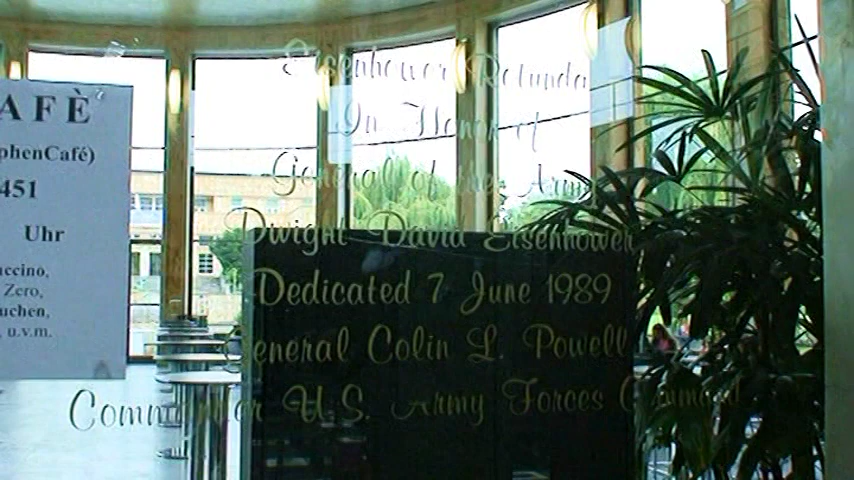 AFÈ
phenCafé)
451
Uhr
ccino,
Zero,
uchen,
, u.v.m.
Eisenhower Rotunda
In Honor of
General of the Army
Dwight David Eisenhower
Dedicated 7 June 1989
General Colin L. Powell
Commander U.S. Army Forces Command